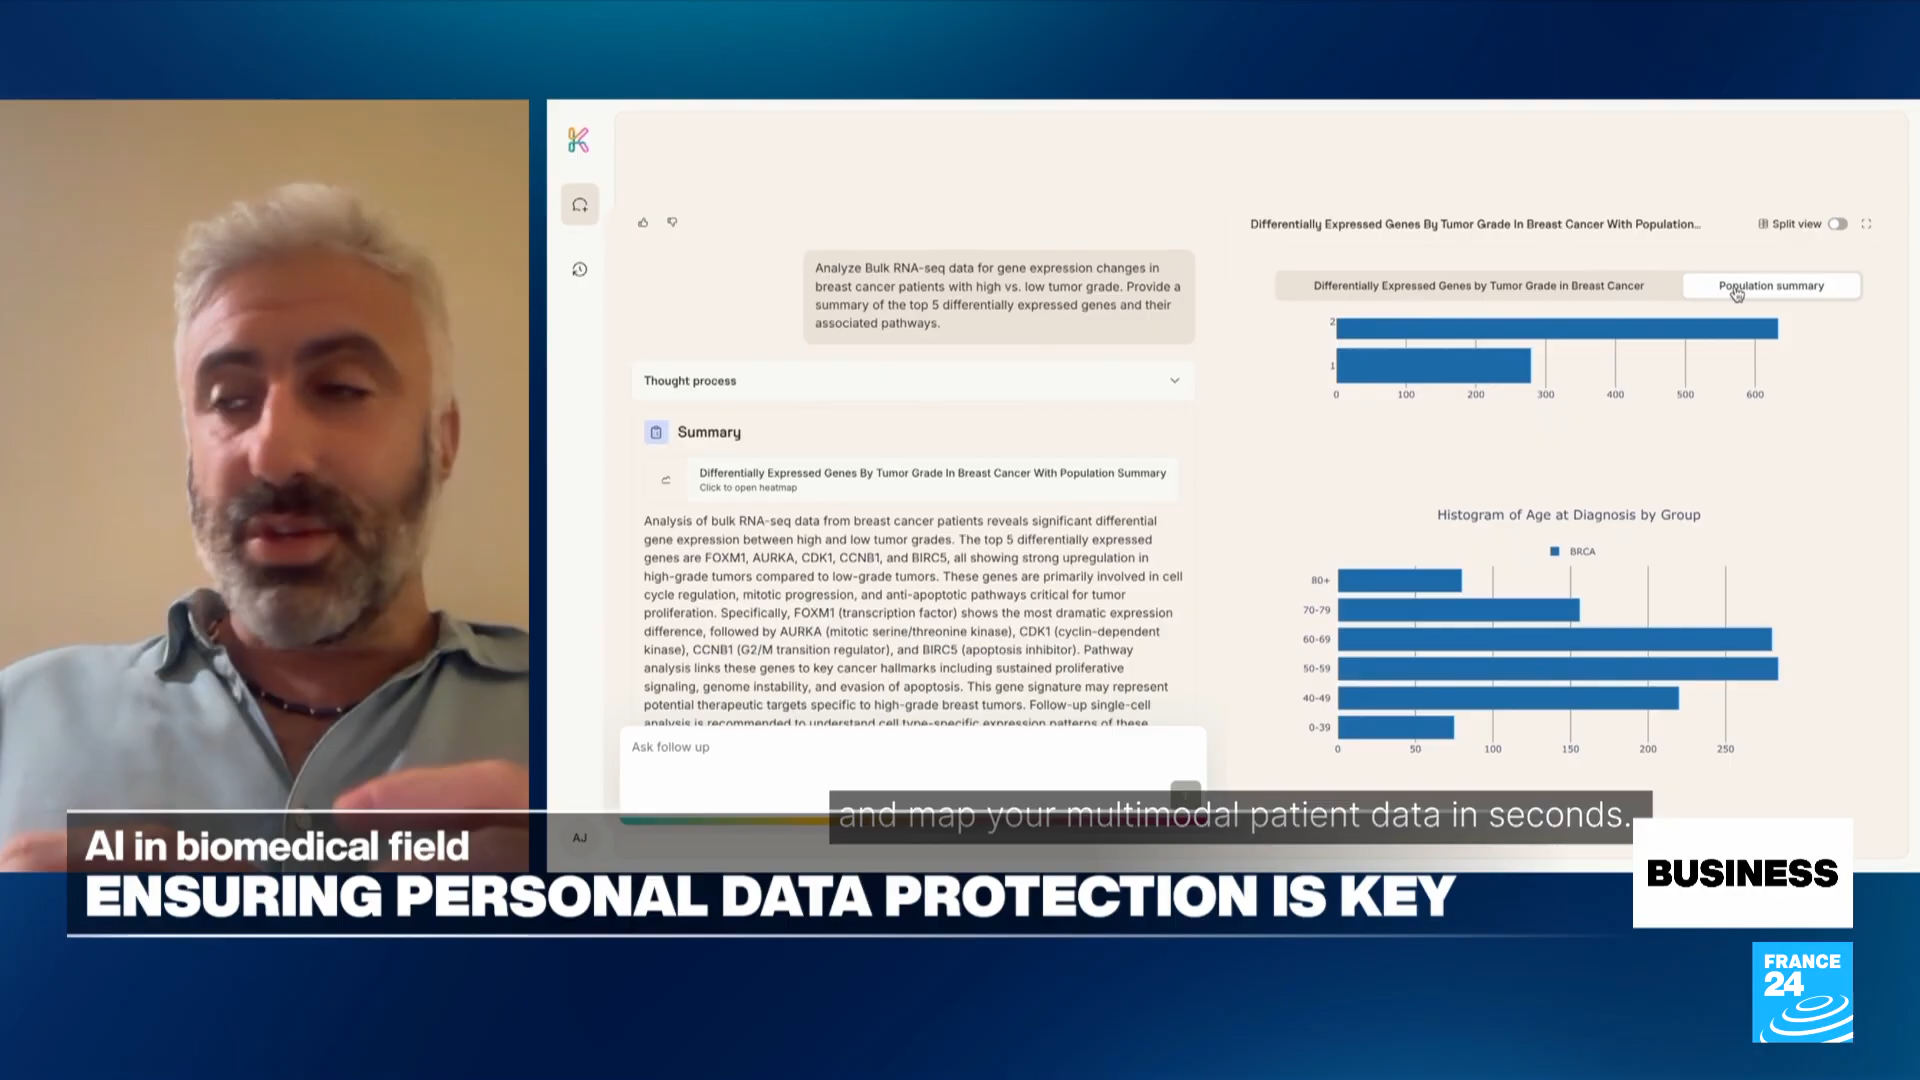 Differentially Expressed Genes By Tumor Grade In Breast Cancer With Population...
Split view
Analyze Bulk RNA-seq data for gene expression changes in
breast cancer patients with high vs. low tumor grade. Provide a
summary of the top 5 differentially expressed genes and their
associated pathways.
Differentially Expressed Genes by Tumor Grade in Breast Cancer
Population summary
2
1
0 100 200 300 400 500 600
Thought process
Summary
Differentially Expressed Genes By Tumor Grade In Breast Cancer With Population Summary
Click to open heatmap
Analysis of bulk RNA-seq data from breast cancer patients reveals significant differential
gene expression between high and low tumor grades. The top 5 differentially expressed
genes are FOXM1, AURKA, CDK1, CCNB1, and BIRC5, all showing strong upregulation in
high-grade tumors compared to low-grade tumors. These genes are primarily involved in cell
cycle regulation, mitotic progression, and anti-apoptotic pathways critical for tumor
proliferation. Specifically, FOXM1 (transcription factor) shows the most dramatic expression
difference, followed by AURKA (mitotic serine/threonine kinase), CDK1 (cyclin-dependent
kinase), CCNB1 (G2/M transition regulator), and BIRC5 (apoptosis inhibitor). Pathway
analysis links these genes to key cancer hallmarks including sustained proliferative
signaling, genome instability, and evasion of apoptosis. This gene signature may represent
potential therapeutic targets specific to high-grade breast tumors. Follow-up single-cell
analysis is recommended to understand cell type-specific expression patterns of these
Histogram of Age at Diagnosis by Group
BRCA
80+
70-79
60-69
50-59
40-49
0-39
0 50 100 150 200 250
Ask follow up
AJ
and map your multimodal patient data in seconds.
AI in biomedical field
ENSURING PERSONAL DATA PROTECTION IS KEY
BUSINESS
FRANCE
24